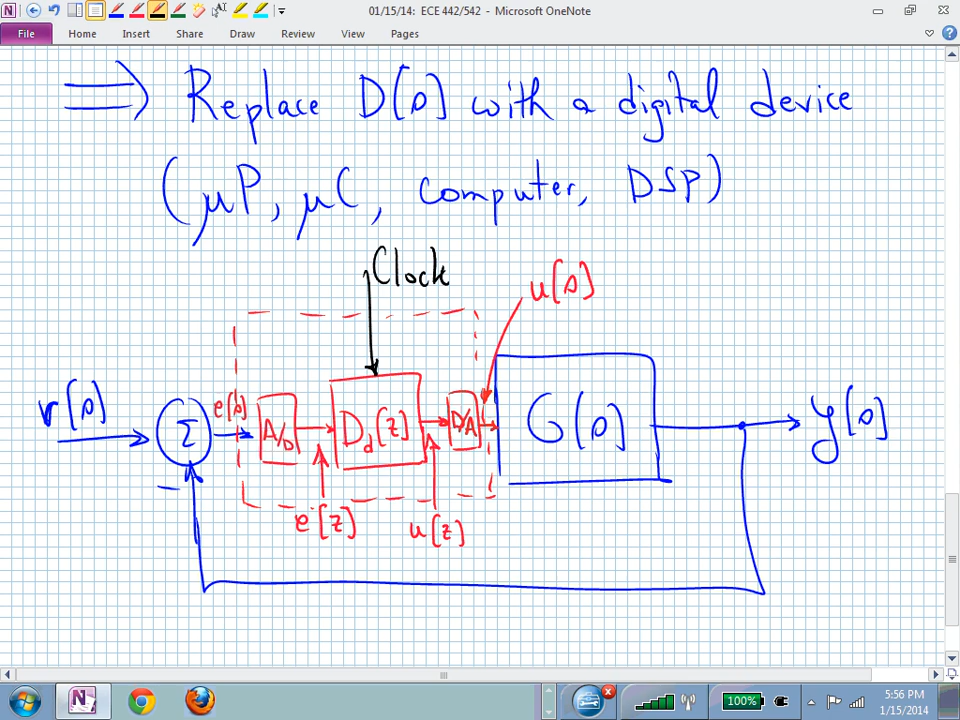 01/15/14: ECE 442/542 - Microsoft OneNote
File Home Insert Share Draw Review View Pages
⇒ Replace D(s) with a digital device
(μP, μC, computer, DSP)
Clock
u(s)
r(s)
Σ
e(s)
A/D
D_d(z)
D/A
G(s)
y(s)
−
e(z)
u(z)
100%
5:56 PM
1/15/2014